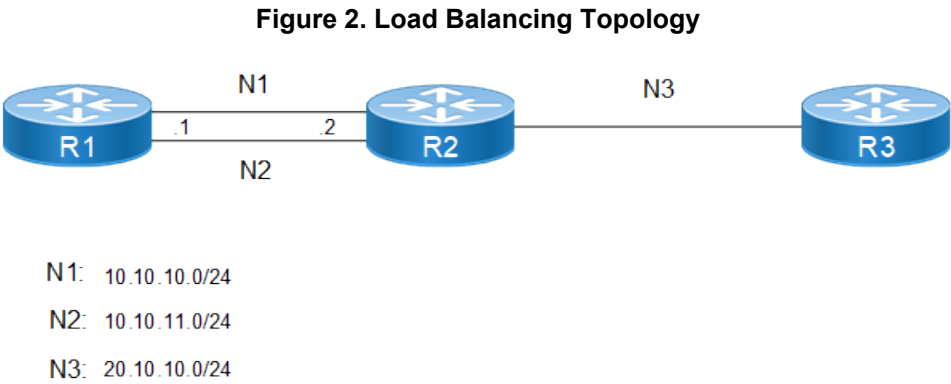 Figure 2. Load Balancing Topology
N1 N3
.1 .2
R1 R2 R3
N2
N1: 10.10.10.0/24
N2: 10.10.11.0/24
N3: 20.10.10.0/24